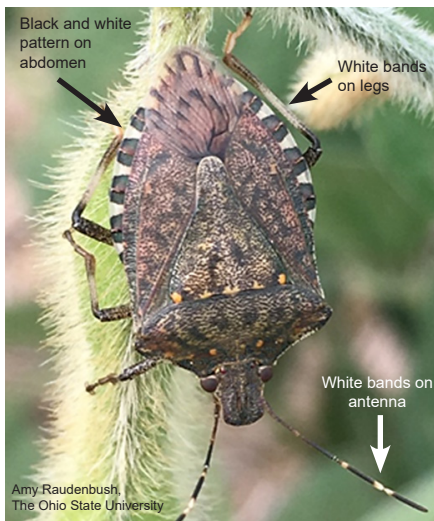 Black and white
pattern on
abdomen
White bands
on legs
White bands on
antenna
Amy Raudenbush,
The Ohio State University